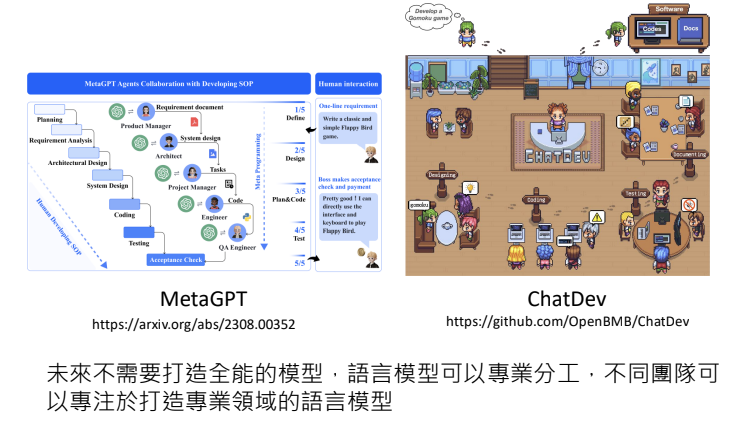 Develop a
Gomoku game
Software
Codes
Docs
MetaGPT Agents Collaboration with Developing SOP
Human interaction
Planning
Requirement Analysis
Architectural Design
System Design
Coding
Testing
Acceptance Check
Human Developing SOP
Requirement document
Product Manager
System design
Architect
Tasks
Project Manager
Code
Engineer
QA Engineer
Meta Programming
1/5
Define
2/5
Design
3/5
Plan&Code
4/5
Test
5/5
One-line requirement
Write a classic and
simple Flappy Bird
game.
Boss makes acceptance
check and payment
Pretty good ! I can
directly use the
interface and
keyboard to play
Flappy Bird.
CHATDEV
Designing
Documenting
Coding
Testing
gomoku
MetaGPT
https://arxiv.org/abs/2308.00352
ChatDev
https://github.com/OpenBMB/ChatDev
未來不需要打造全能的模型，語言模型可以專業分工，不同團隊可
以專注於打造專業領域的語言模型